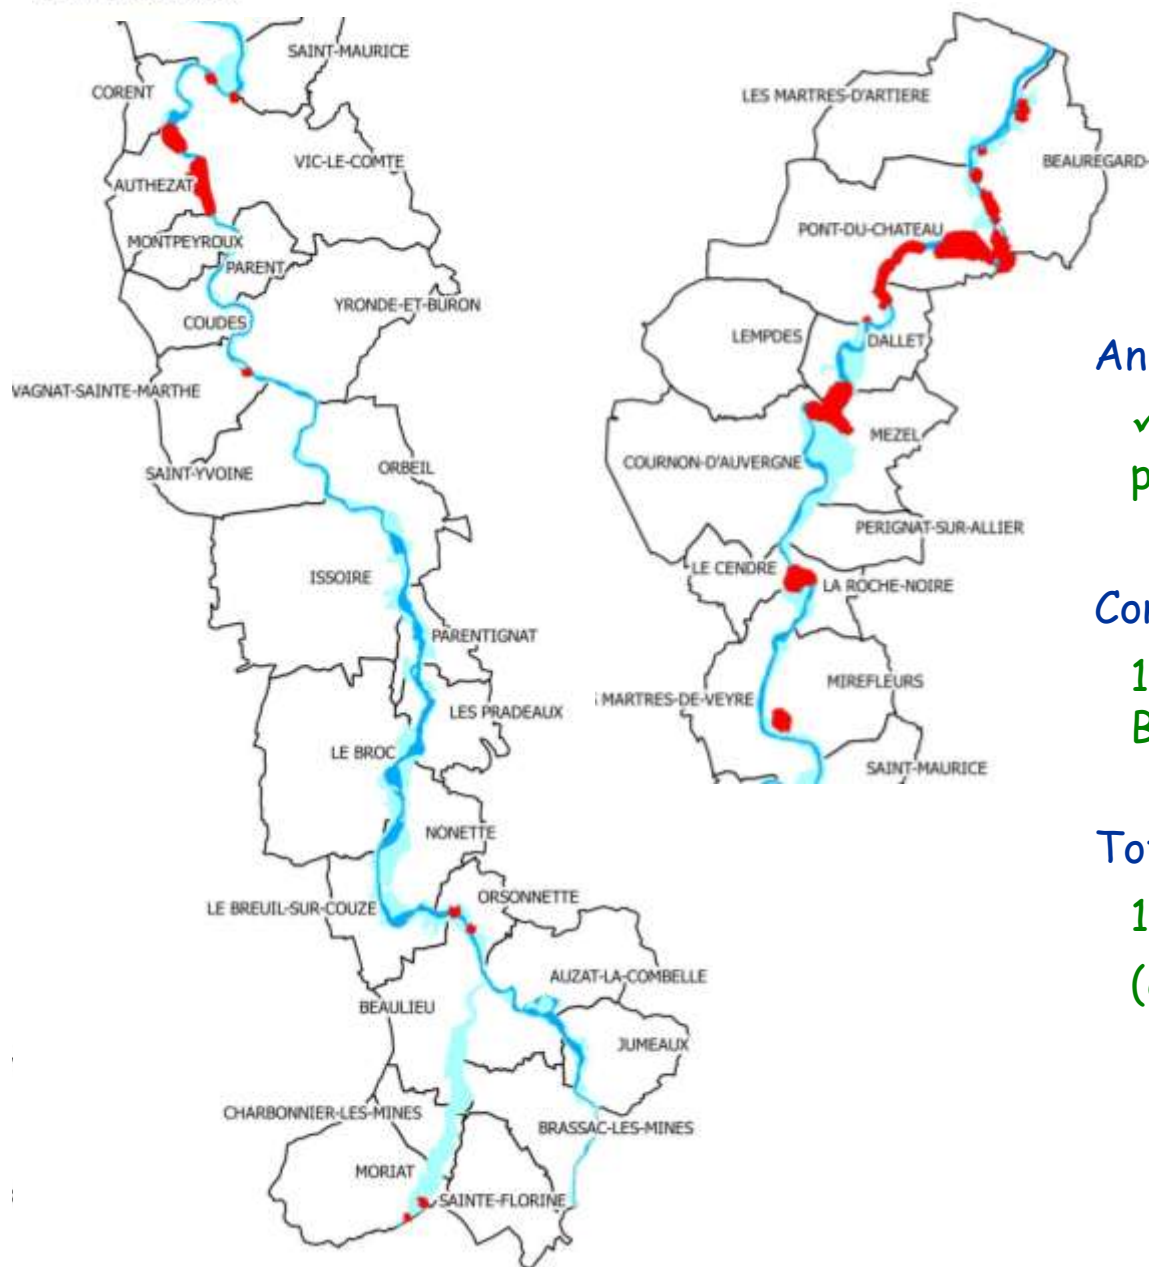 SAINT-MAURICE
CORENT
VIC-LE-COMTE
AUTHEZAT
MONTPEYROUX
PARENT
YRONDE-ET-BURON
COUDES
VAGNAT-SAINTE-MARTHE
SAINT-YVOINE
ORBEIL
ISSOIRE
PARENTIGNAT
LES PRADEAUX
LE BROC
NONETTE
LE BREUIL-SUR-COUZE
ORSONNETTE
AUZAT-LA-COMBELLE
BEAULIEU
JUMEAUX
CHARBONNIER-LES-MINES
BRASSAC-LES-MINES
MORIAT
SAINTE-FLORINE
LES MARTRES-D'ARTIERE
BEAUREGARD-
PONT-DU-CHATEAU
LEMPDES
DALLET
MEZEL
COURNON-D'AUVERGNE
PERIGNAT-SUR-ALLIER
LE CENDRE
LA ROCHE-NOIRE
MIREFLEURS
MARTRES-DE-VEYRE
SAINT-MAURICE
An
✓
p
Co
1
B
To
1
(